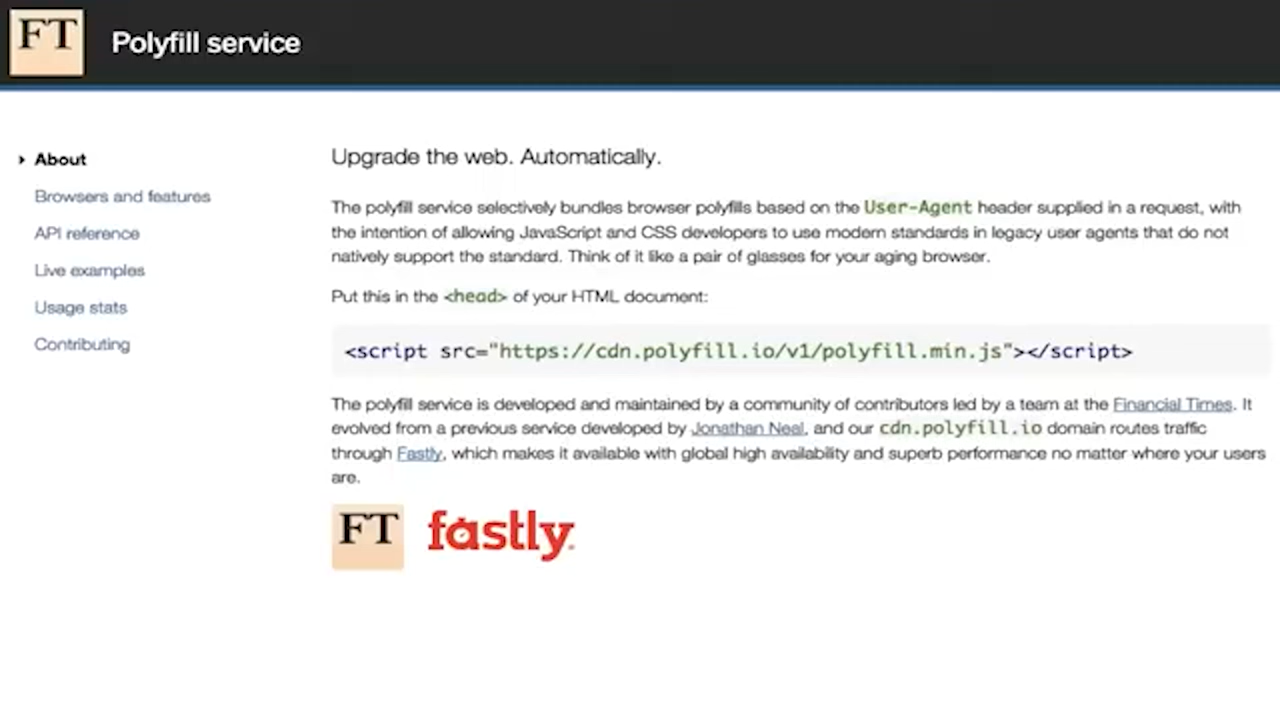 FT
Polyfill service
About
Browsers and features
API reference
Live examples
Usage stats
Contributing
Upgrade the web. Automatically.
The polyfill service selectively bundles browser polyfills based on the User-Agent header supplied in a request, with
the intention of allowing JavaScript and CSS developers to use modern standards in legacy user agents that do not
natively support the standard. Think of it like a pair of glasses for your aging browser.
Put this in the <head> of your HTML document:
<script src="https://cdn.polyfill.io/v1/polyfill.min.js"></script>
The polyfill service is developed and maintained by a community of contributors led by a team at the Financial Times. It
evolved from a previous service developed by Jonathan Neal, and our cdn.polyfill.io domain routes traffic
through Fastly, which makes it available with global high availability and superb performance no matter where your users
are.
FT
fastly